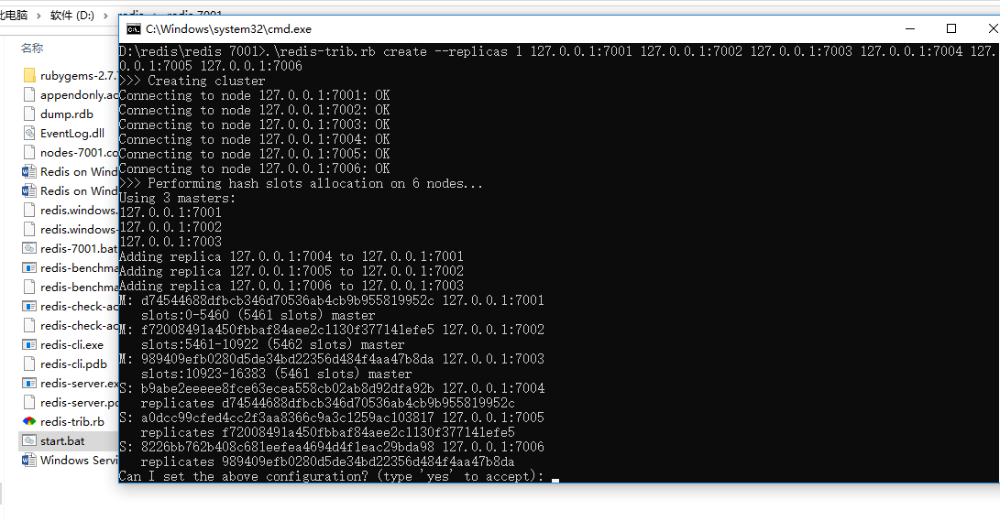 此电脑 › 软件 (D:) › redis › redis 7001
C:\Windows\system32\cmd.exe
名称
rubygems-2.7.
appendonly.ao
dump.rdb
EventLog.dll
nodes-7001.co
Redis on Wind
Redis on Wind
redis.windows.
redis.windows-
redis-7001.bat
redis-benchma
redis-benchma
redis-check-ao
redis-check-ao
redis-cli.exe
redis-cli.pdb
redis-server.ex
redis-server.pd
redis-trib.rb
start.bat
Windows Servi
D:\redis\redis 7001>.\redis-trib.rb create --replicas 1 127.0.0.1:7001 127.0.0.1:7002 127.0.0.1:7003 127.0.0.1:7004 127.
0.0.1:7005 127.0.0.1:7006
>>> Creating cluster
Connecting to node 127.0.0.1:7001: OK
Connecting to node 127.0.0.1:7002: OK
Connecting to node 127.0.0.1:7003: OK
Connecting to node 127.0.0.1:7004: OK
Connecting to node 127.0.0.1:7005: OK
Connecting to node 127.0.0.1:7006: OK
>>> Performing hash slots allocation on 6 nodes...
Using 3 masters:
127.0.0.1:7001
127.0.0.1:7002
127.0.0.1:7003
Adding replica 127.0.0.1:7004 to 127.0.0.1:7001
Adding replica 127.0.0.1:7005 to 127.0.0.1:7002
Adding replica 127.0.0.1:7006 to 127.0.0.1:7003
M: d74544688dfbcb346d70536ab4cb9b955819952c 127.0.0.1:7001
slots:0-5460 (5461 slots) master
M: f72008491a450fbbaf84aee2c1130f377141efe5 127.0.0.1:7002
slots:5461-10922 (5462 slots) master
M: 989409efb0280d5de34bd22356d484f4aa47b8da 127.0.0.1:7003
slots:10923-16383 (5461 slots) master
S: b9abe2eeeee8fce63ecea558cb02ab8d92dfa92b 127.0.0.1:7004
replicates d74544688dfbcb346d70536ab4cb9b955819952c
S: a0dcc99cfed4cc2f3aa8366c9a3c1259ac103817 127.0.0.1:7005
replicates f72008491a450fbbaf84aee2c1130f377141efe5
S: 8226bb762b408c681eefea4694d4f1eac29bda98 127.0.0.1:7006
replicates 989409efb0280d5de34bd22356d484f4aa47b8da
Can I set the above configuration? (type 'yes' to accept):